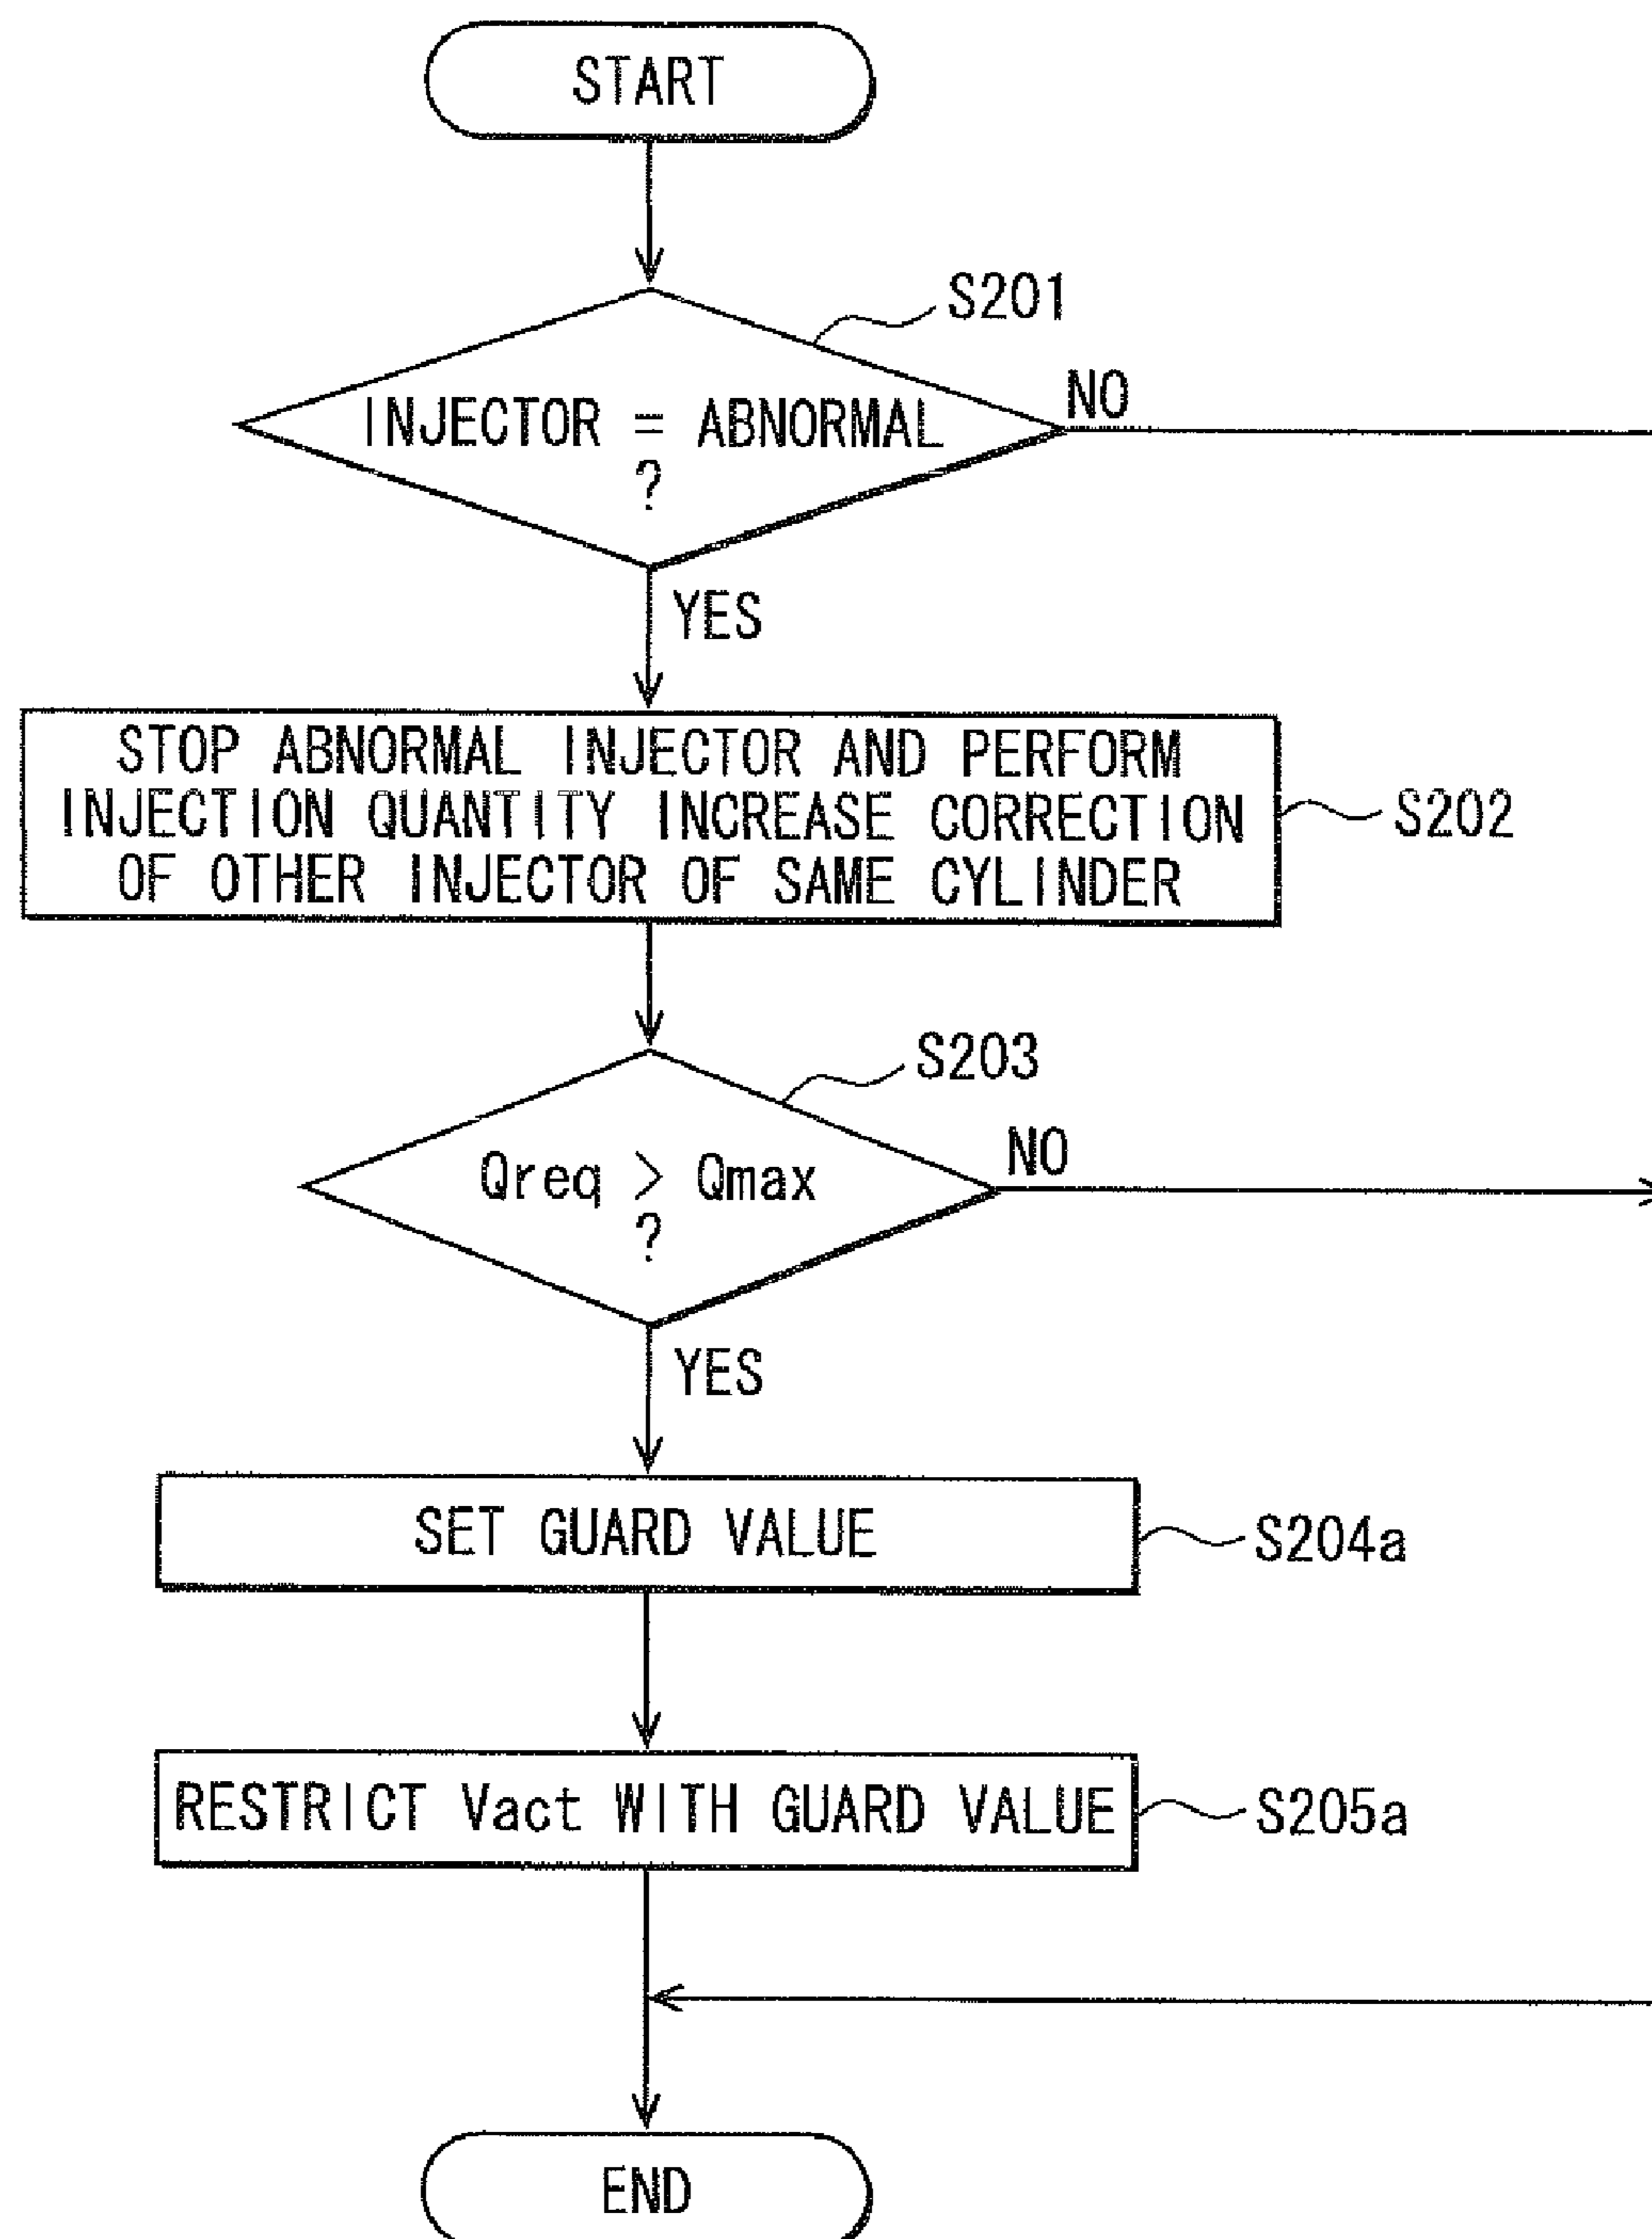 START
S201
INJECTOR = ABNORMAL
?
NO
YES
STOP ABNORMAL INJECTOR AND PERFORM
INJECTION QUANTITY INCREASE CORRECTION
OF OTHER INJECTOR OF SAME CYLINDER
S202
S203
Qreq > Qmax
?
NO
YES
SET GUARD VALUE
S204a
RESTRICT Vact WITH GUARD VALUE
S205a
END